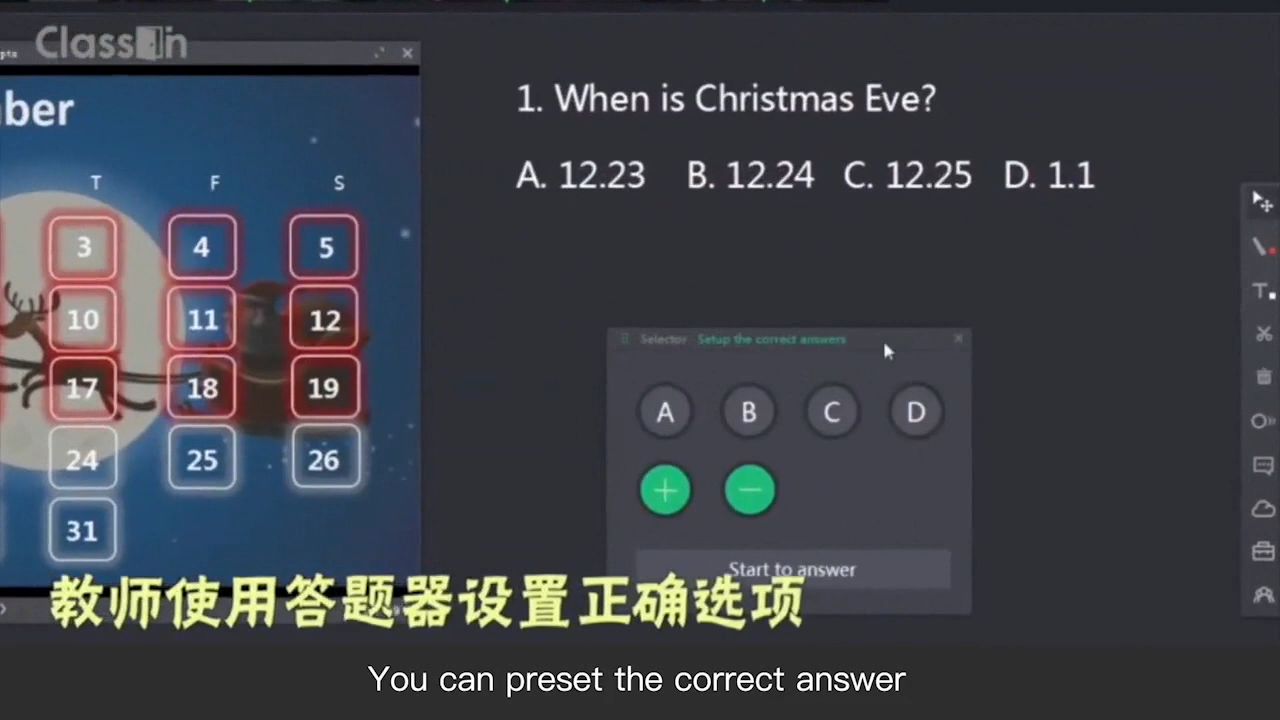 ClassIn
ber
1. When is Christmas Eve?
A. 12.23 B. 12.24 C. 12.25 D. 1.1
T F S
3 4 5
10 11 12
17 18 19
24 25 26
31
Selector Setup the correct answers
A B C D
Start to answer
教师使用答题器设置正确选项
You can preset the correct answer